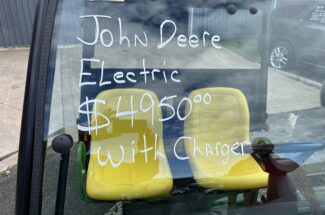 John Deere
Electric
$4950⁰⁰
with Charger